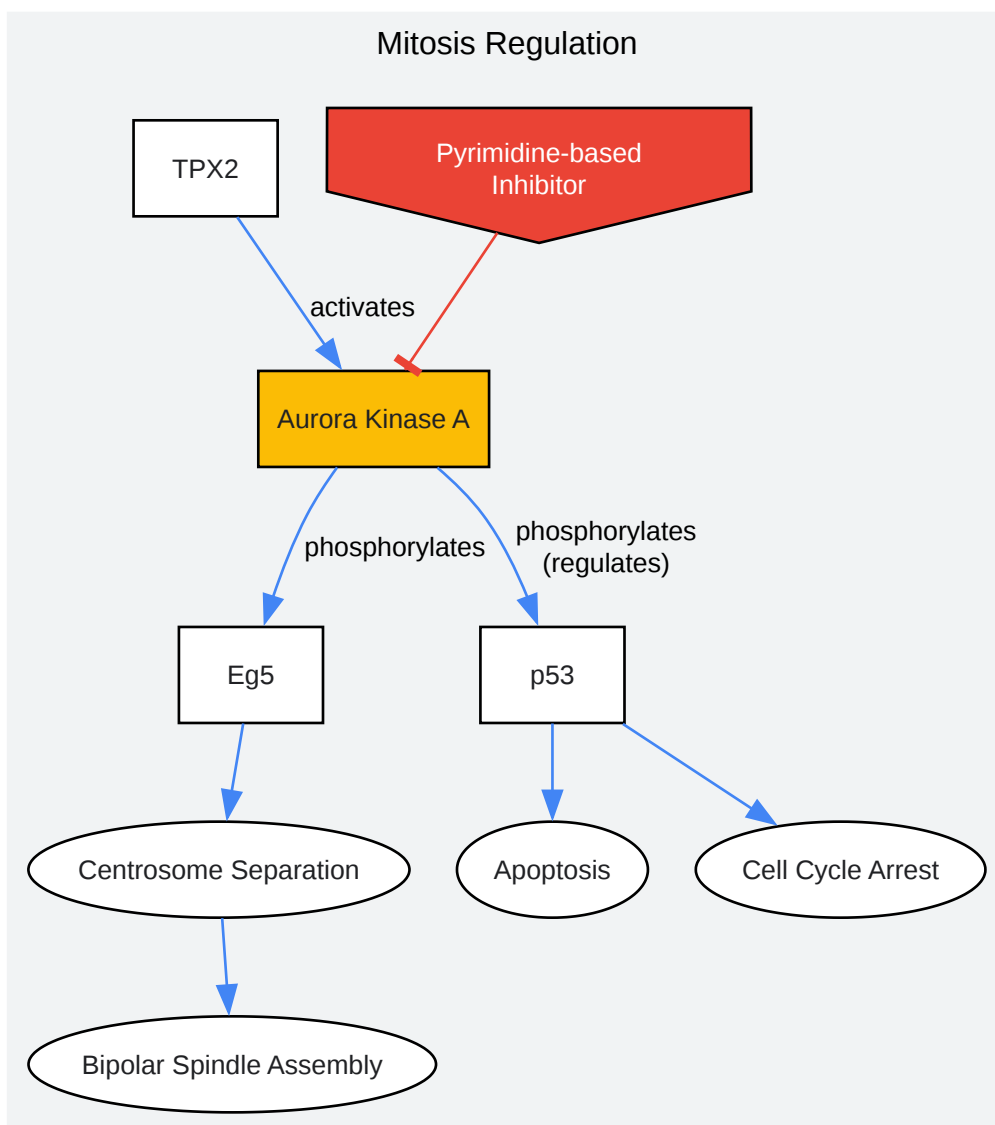 Mitosis Regulation
TPX2
Pyrimidine-based
Inhibitor
activates
Aurora Kinase A
phosphorylates
phosphorylates
(regulates)
Eg5
p53
Centrosome Separation
Apoptosis
Cell Cycle Arrest
Bipolar Spindle Assembly